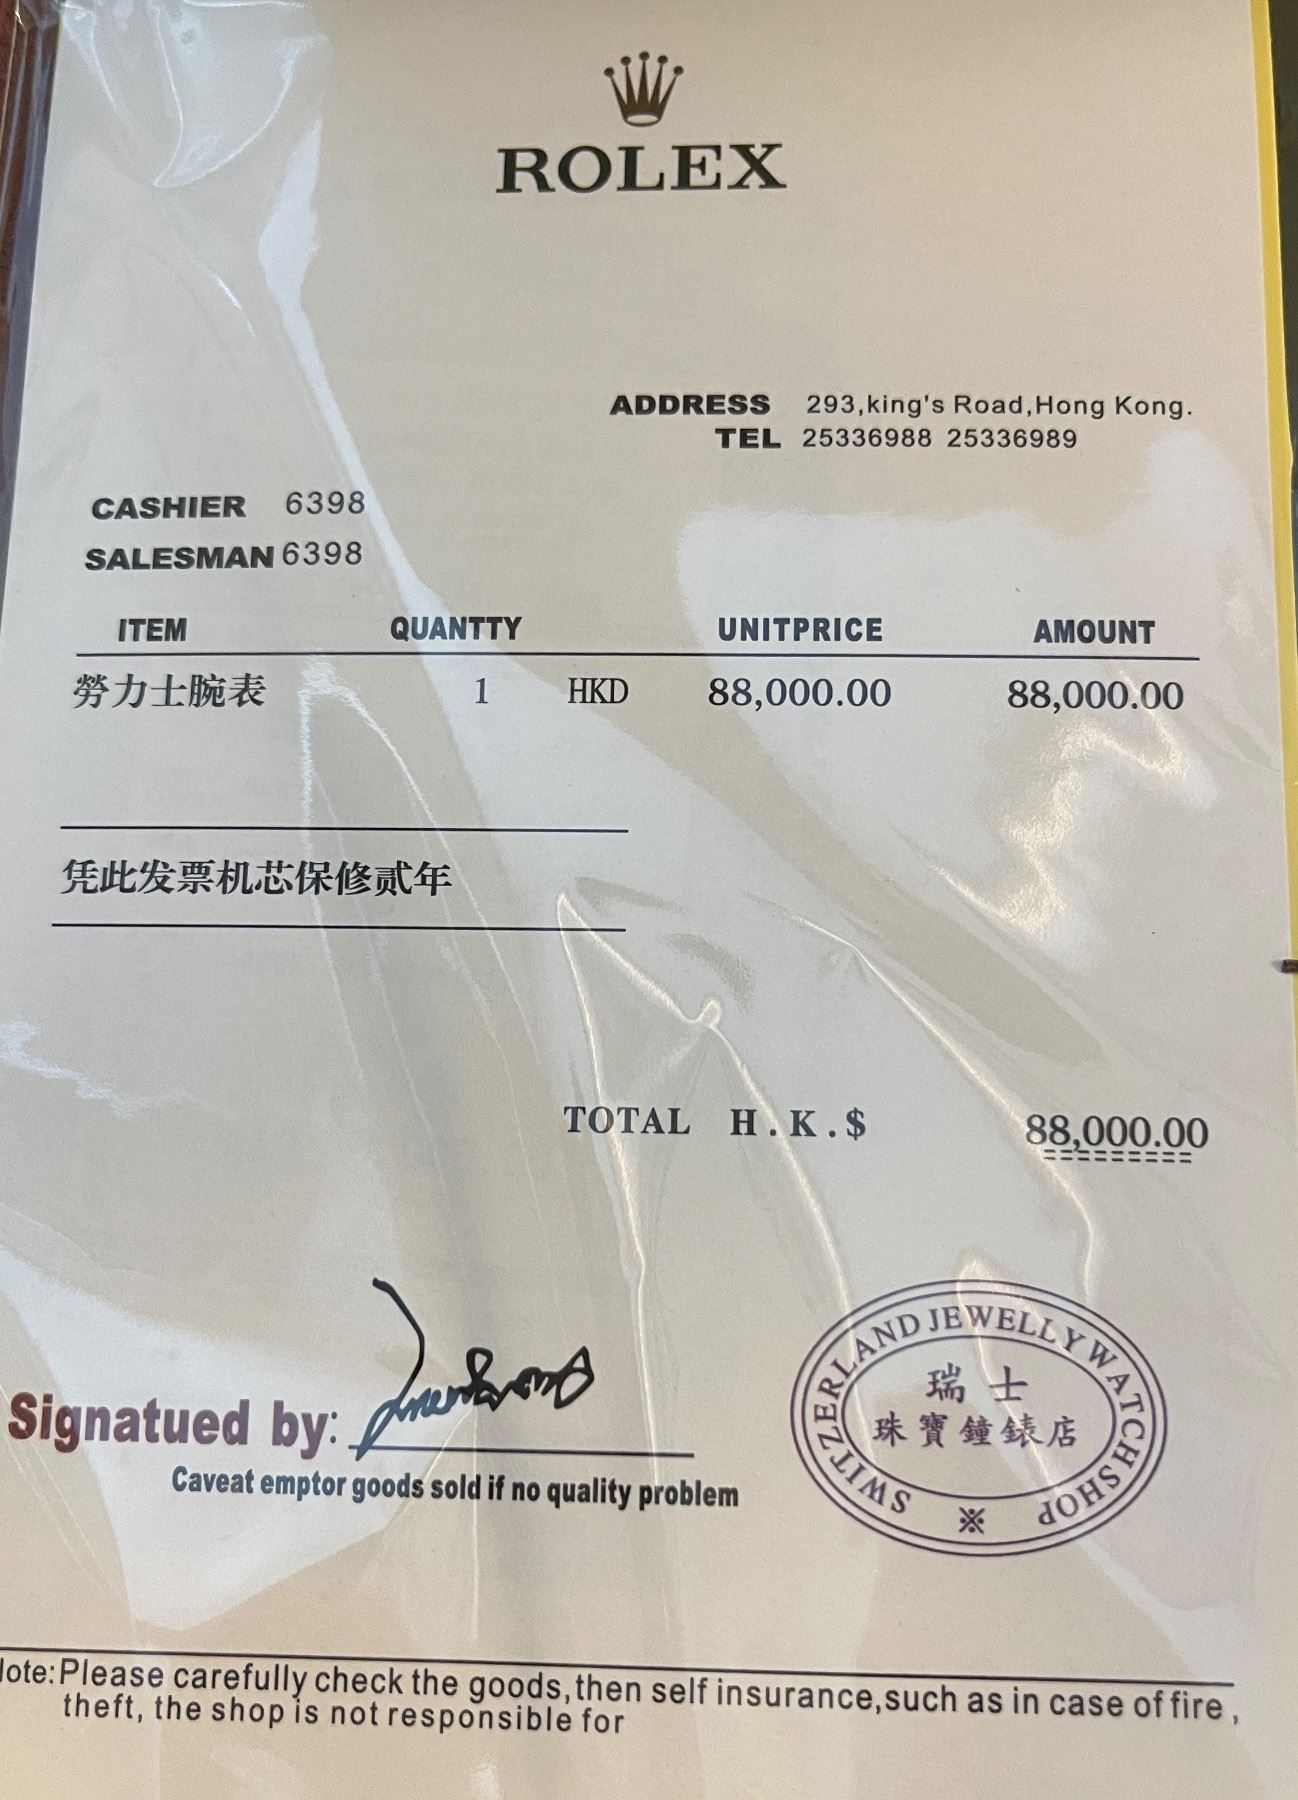 ROLEX
ADDRESS 293,king's Road,Hong Kong.
TEL 25336988 25336989
CASHIER 6398
SALESMAN 6398
ITEM QUANTTY UNITPRICE AMOUNT
勞力士腕表 1 HKD 88,000.00 88,000.00
凭此发票机芯保修贰年
TOTAL H.K.$ 88,000.00
Signatued by:
Caveat emptor goods sold if no quality problem
SWITZERLAND JEWELLY WATCH SHOP
瑞士
珠寶鐘錶店
※
lote:Please carefully check the goods,then self insurance,such as in case of fire,
theft, the shop is not responsible for